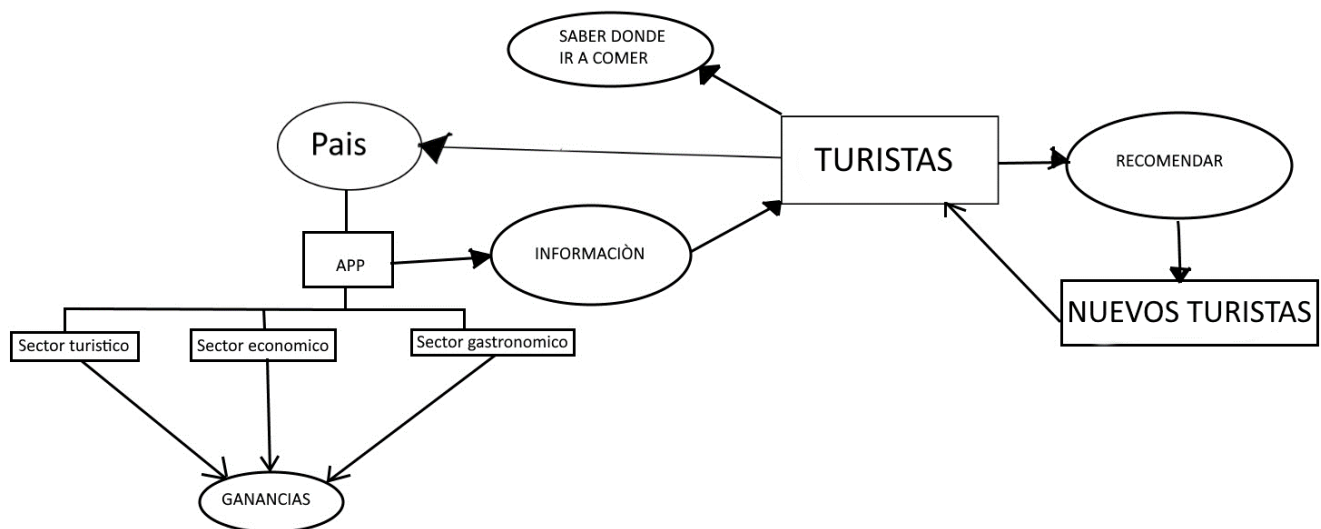 SABER DONDE
IR A COMER
Pais
TURISTAS
RECOMENDAR
INFORMACIÒN
APP
NUEVOS TURISTAS
Sector turistico
Sector economico
Sector gastronomico
GANANCIAS